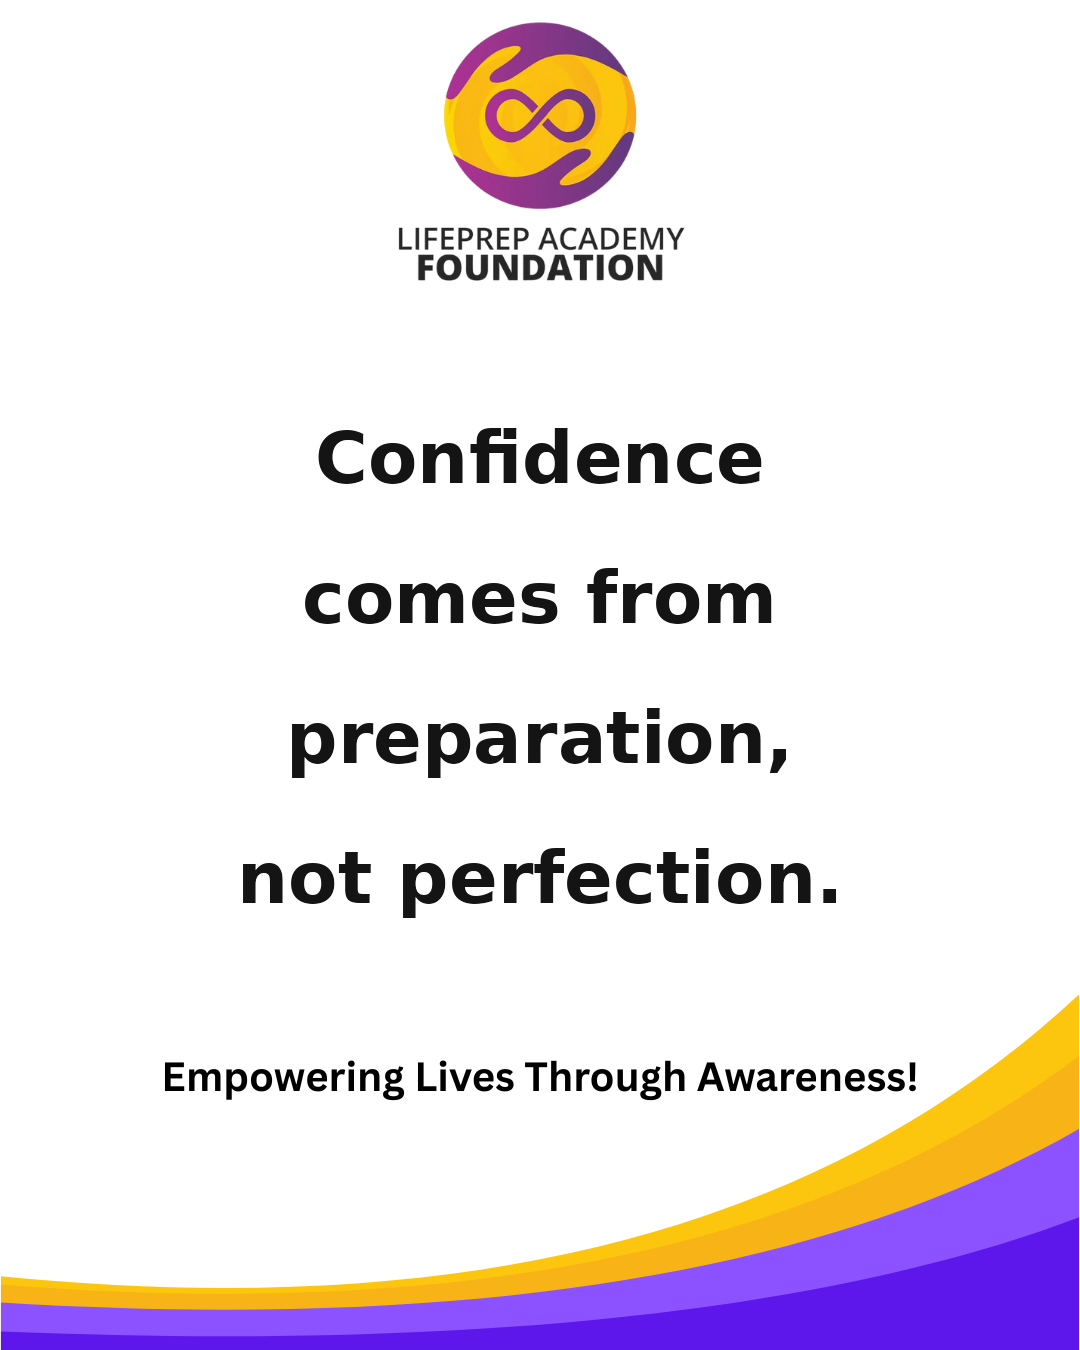 LIFEPREP ACADEMY
FOUNDATION
Confidence
comes from
preparation,
not perfection.
Empowering Lives Through Awareness!